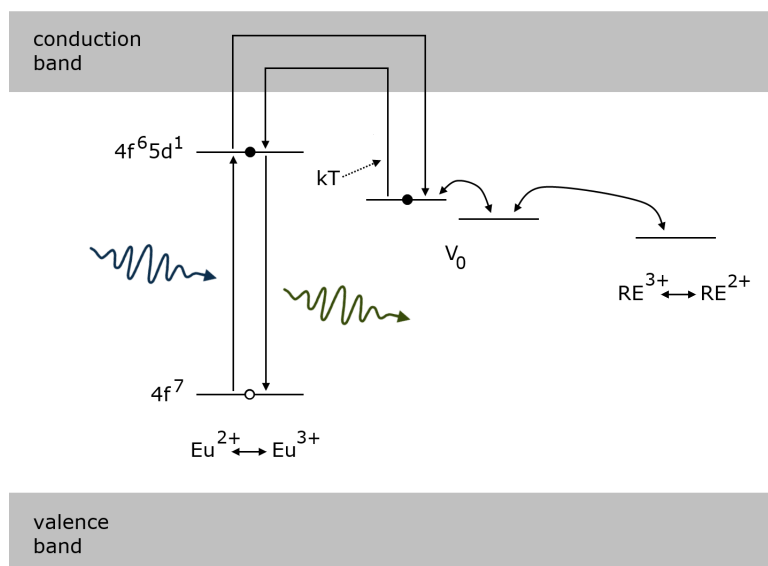 conduction
band
4f⁶5d¹
kT
V₀
RE³⁺ ↔ RE²⁺
4f⁷
Eu²⁺ ↔ Eu³⁺
valence
band